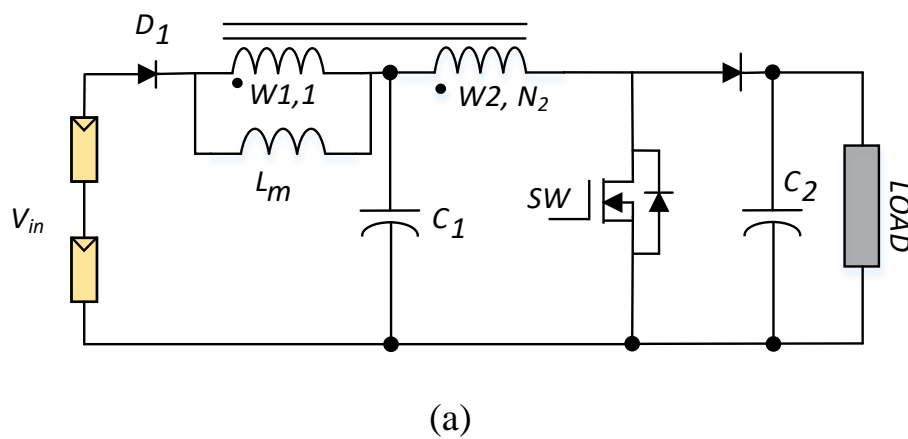 D1
W1,1
W2, N2
Lm
Vin
C1
SW
C2
LOAD
(a)